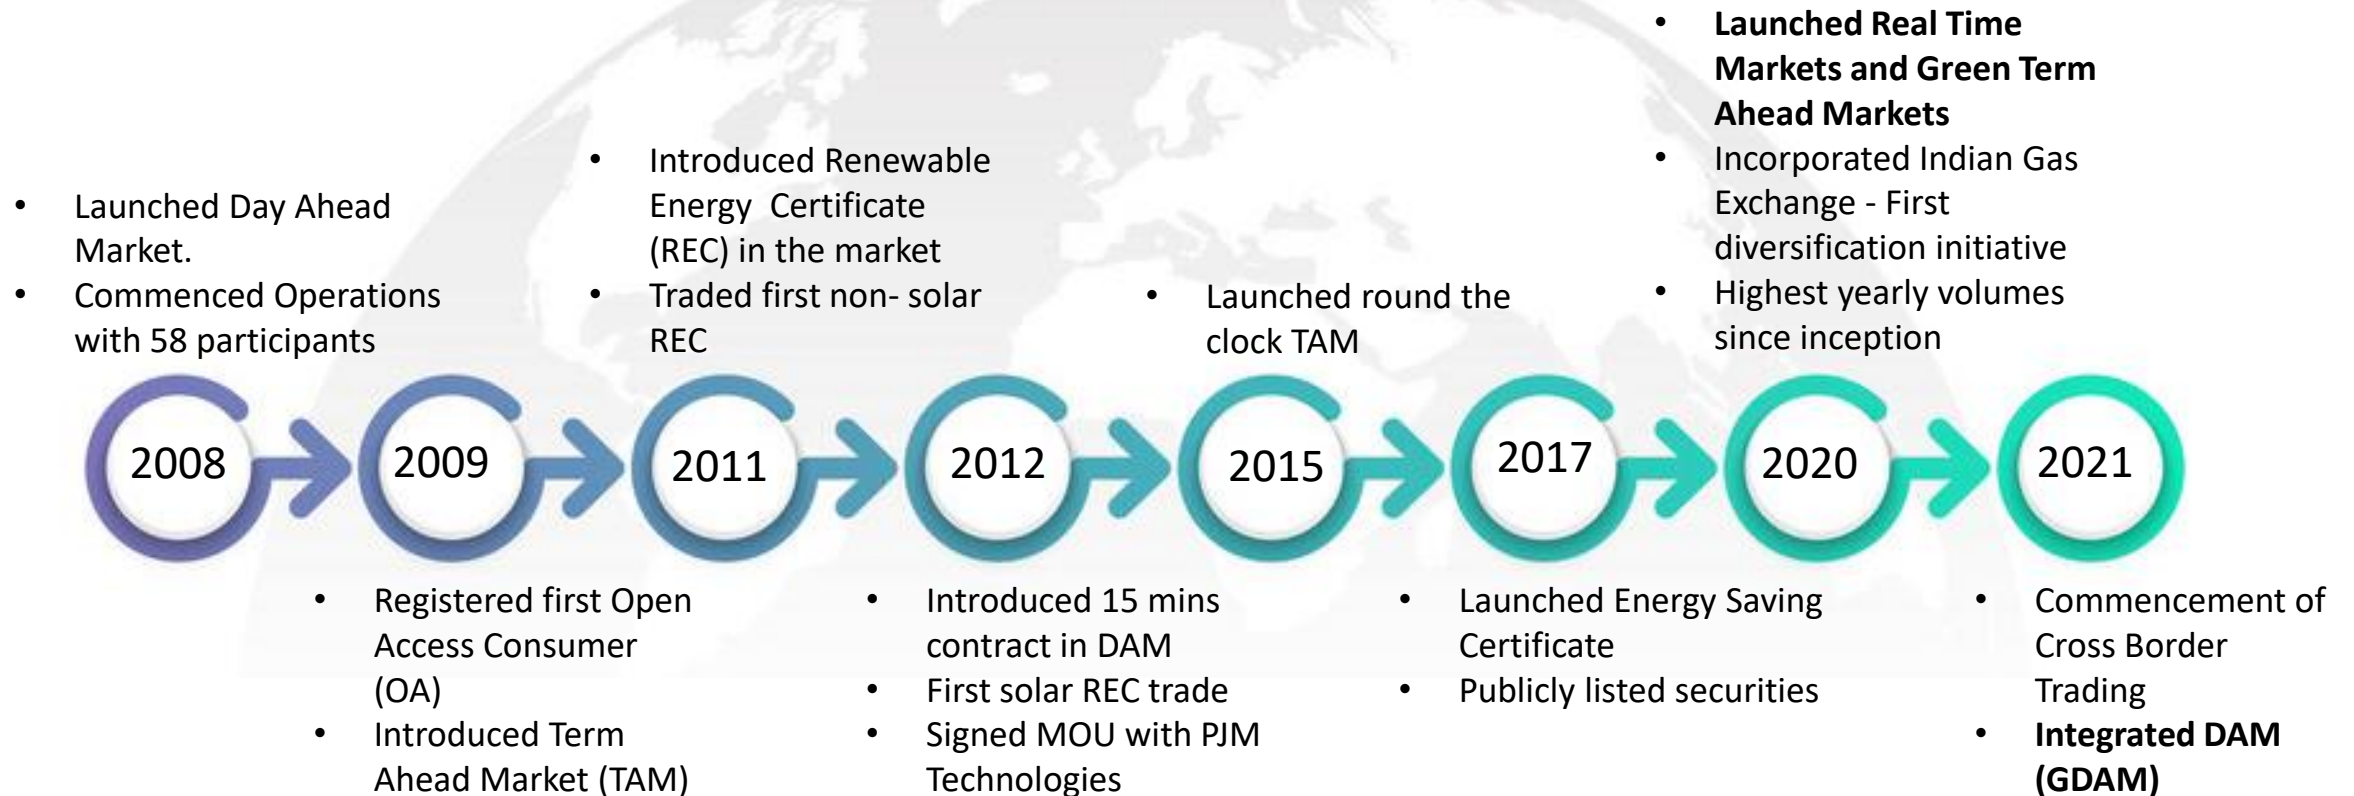 • Launched Day Ahead
Market.
• Commenced Operations
with 58 participants
2008
2009
• Registered first Open
Access Consumer
(OA)
• Introduced Term
Ahead Market (TAM)
• Introduced Renewable
Energy  Certificate
(REC) in the market
• Traded first non- solar
REC
2011
2012
• Introduced 15 mins
contract in DAM
• First solar REC trade
• Signed MOU with PJM
Technologies
• Launched round the
clock TAM
2015
2017
• Launched Energy Saving
Certificate
• Publicly listed securities
• Launched Real Time
Markets and Green Term
Ahead Markets
• Incorporated Indian Gas
Exchange - First
diversification initiative
• Highest yearly volumes
since inception
2020
2021
• Commencement of
Cross Border
Trading
• Integrated DAM
(GDAM)